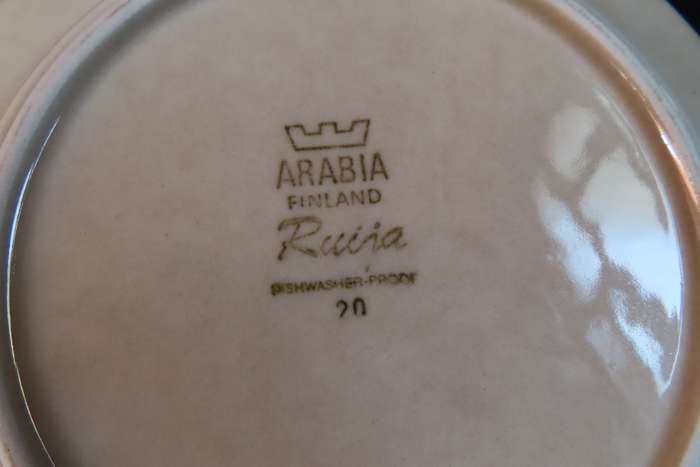 ARABIA
FINLAND
Ruija
DISHWASHER-PROOF
20